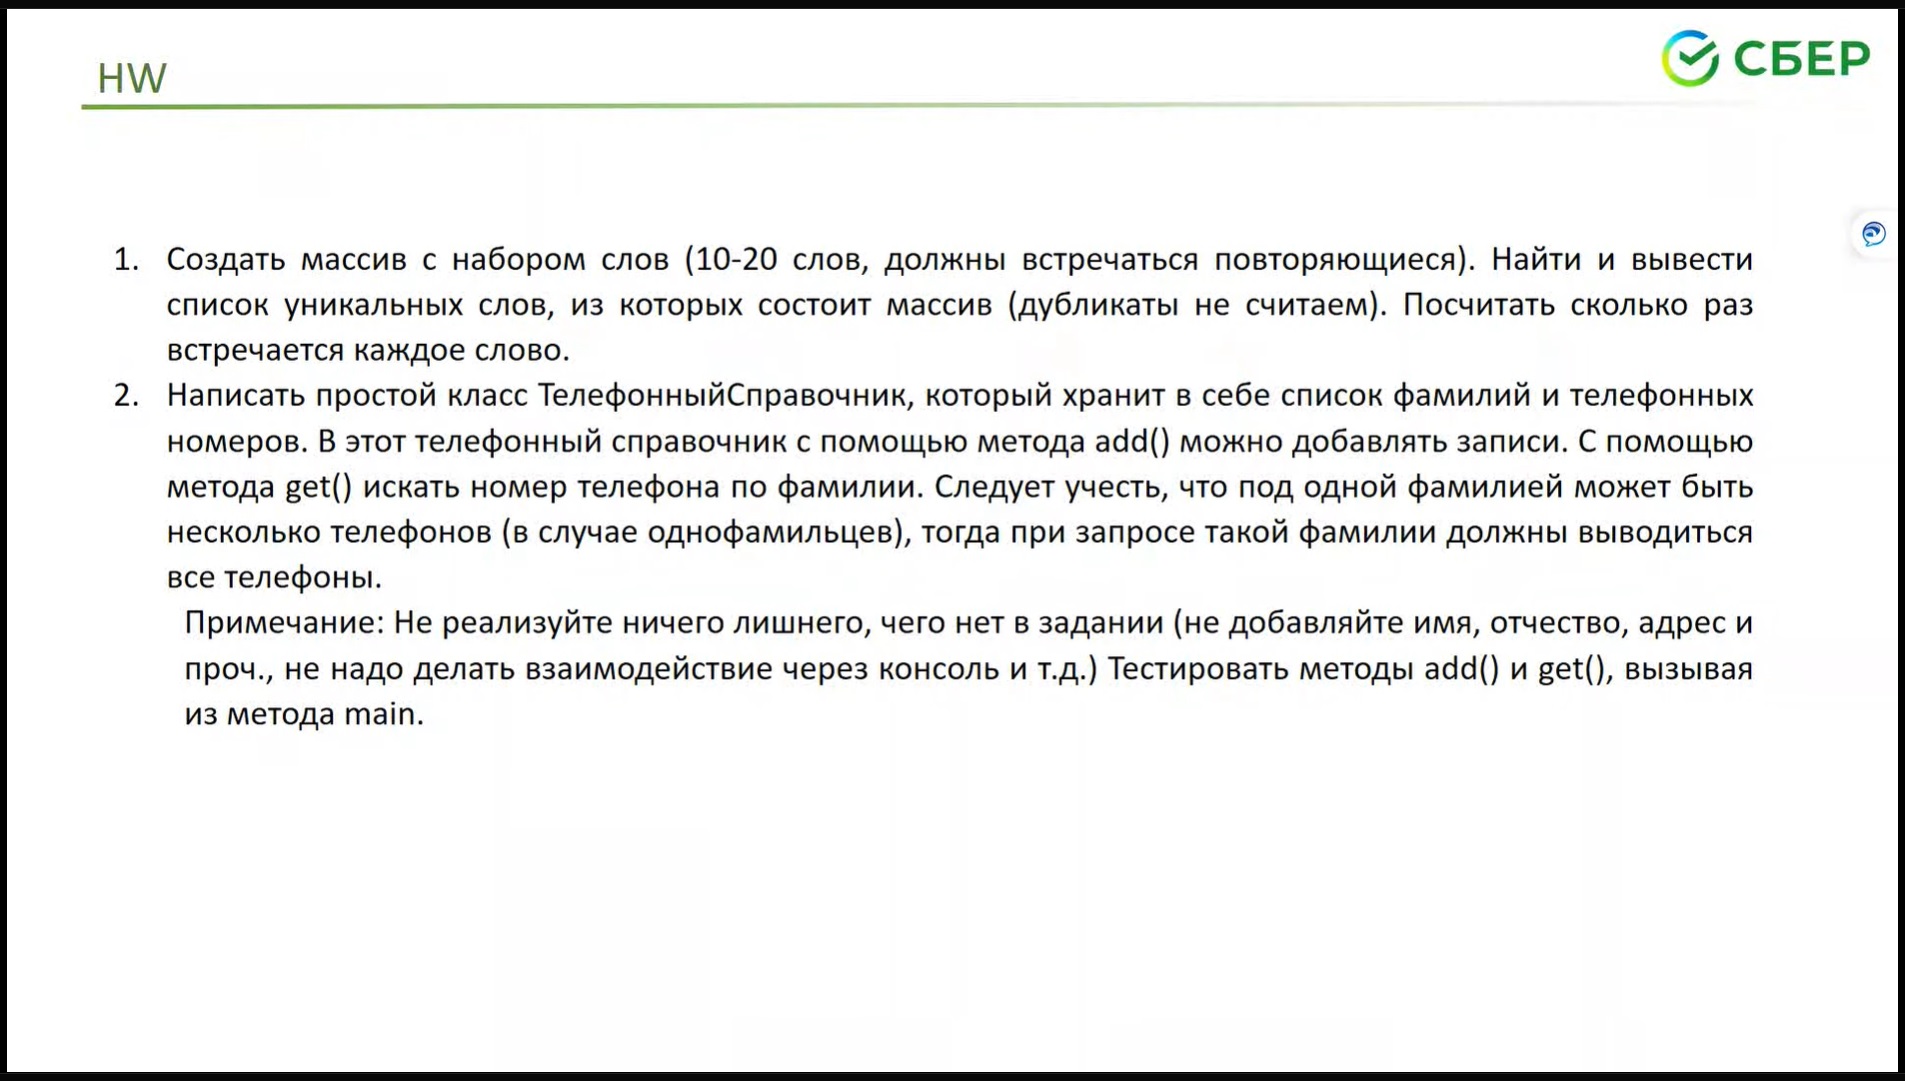 HW
СБЕР
1. Создать массив с набором слов (10-20 слов, должны встречаться повторяющиеся). Найти и вывести
список уникальных слов, из которых состоит массив (дубликаты не считаем). Посчитать сколько раз
встречается каждое слово.
2. Написать простой класс ТелефонныйСправочник, который хранит в себе список фамилий и телефонных
номеров. В этот телефонный справочник с помощью метода add() можно добавлять записи. С помощью
метода get() искать номер телефона по фамилии. Следует учесть, что под одной фамилией может быть
несколько телефонов (в случае однофамильцев), тогда при запросе такой фамилии должны выводиться
все телефоны.
Примечание: Не реализуйте ничего лишнего, чего нет в задании (не добавляйте имя, отчество, адрес и
проч., не надо делать взаимодействие через консоль и т.д.) Тестировать методы add() и get(), вызывая
из метода main.